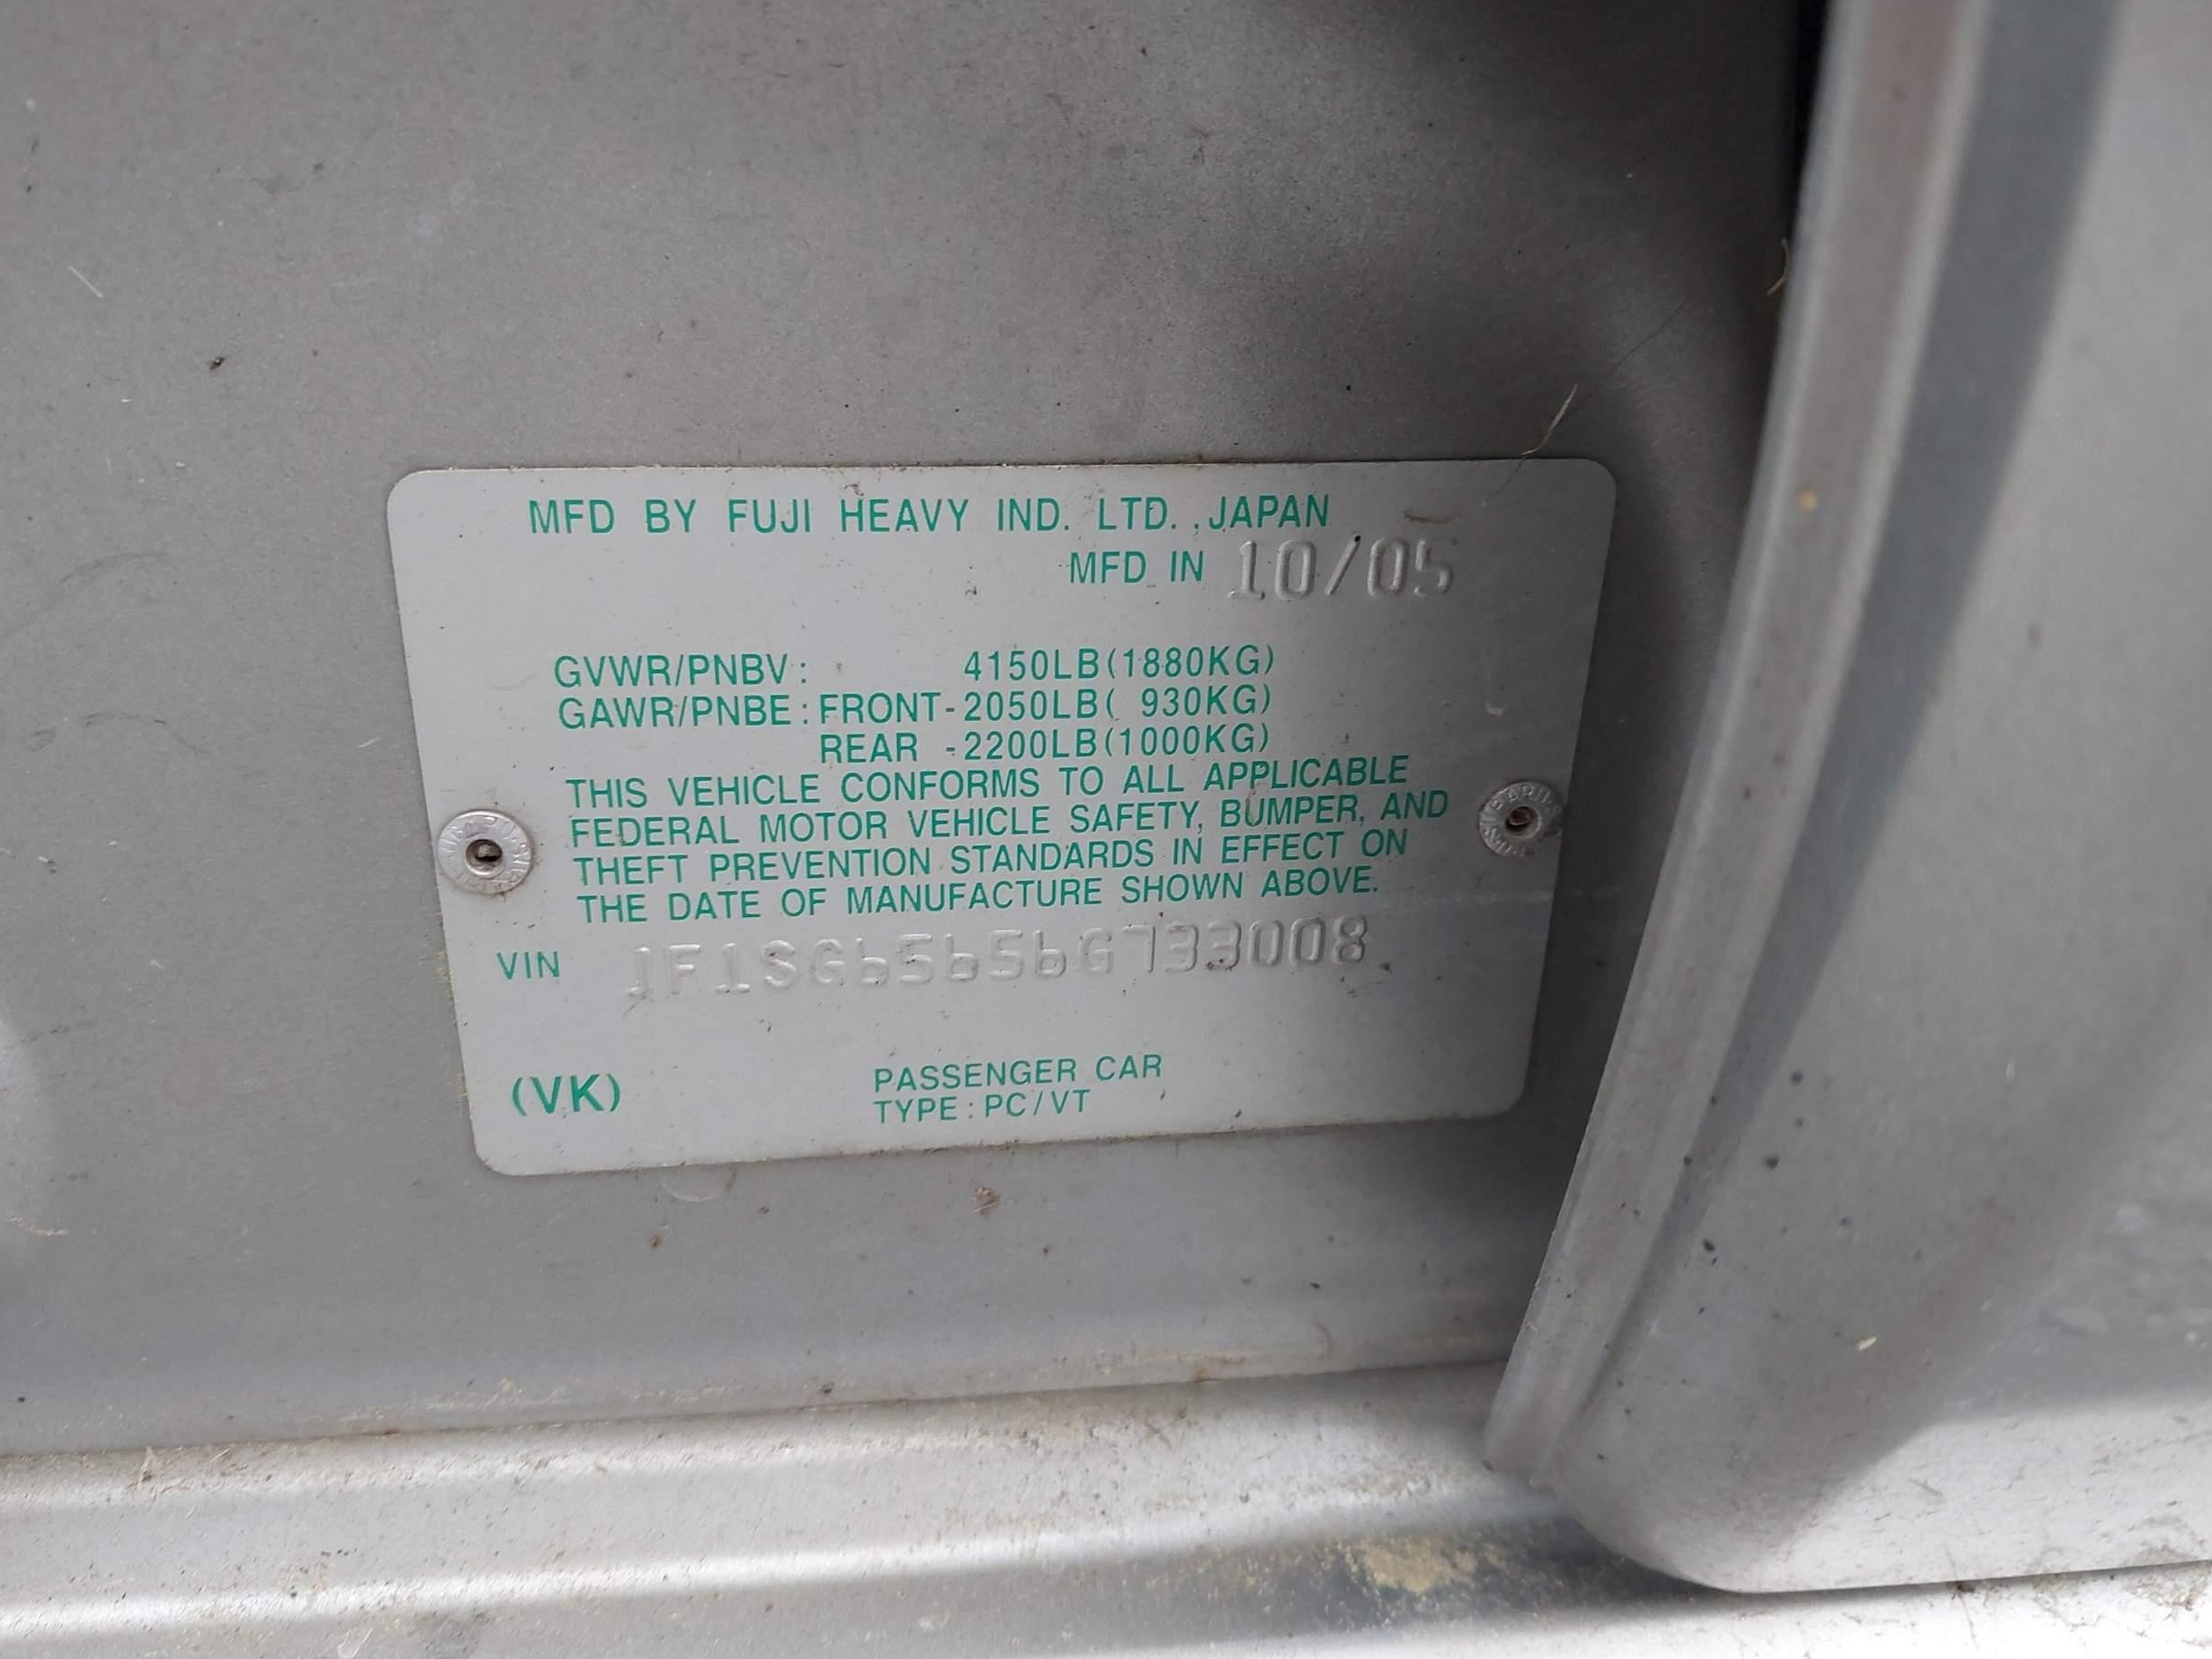 MFD BY FUJI HEAVY IND. LTD. ,JAPAN
MFD IN 10/05
GVWR/PNBV: 4150LB(1880KG)
GAWR/PNBE:FRONT-2050LB( 930KG)
REAR -2200LB(1000KG)
THIS VEHICLE CONFORMS TO ALL APPLICABLE
FEDERAL MOTOR VEHICLE SAFETY, BUMPER, AND
THEFT PREVENTION STANDARDS IN EFFECT ON
THE DATE OF MANUFACTURE SHOWN ABOVE.
VIN JF1SG65656G733008
(VK) PASSENGER CAR
TYPE:PC/VT